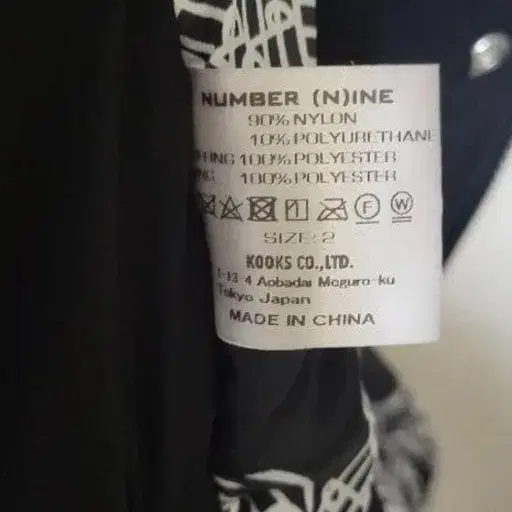 NUMBER (N)INE
90% NYLON
10% POLYURETHANE
100% POLYESTER
100% POLYESTER
F W
SIZE: 2
KOOKS CO.,LTD.
1-13-4 Aobadai Meguro-ku
Tokyo Japan
MADE IN CHINA